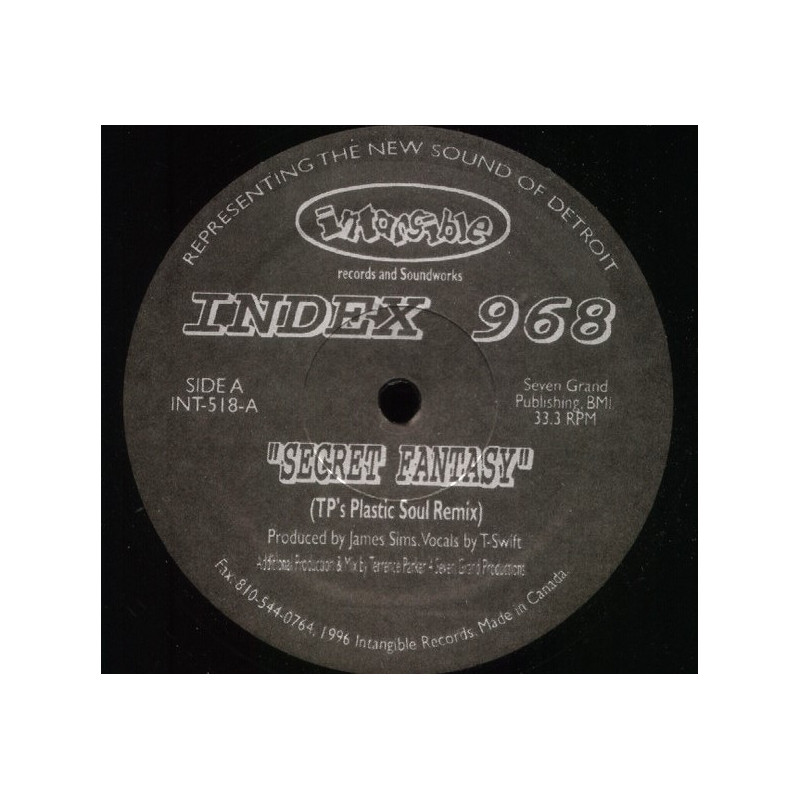 REPRESENTING THE NEW SOUND OF DETROIT
intangible
records and Soundworks
INDEX 968
SIDE A
INT-518-A
Seven Grand
Publishing, BMI
33.3 RPM
"SECRET FANTASY"
(TP's Plastic Soul Remix)
Produced by James Sims. Vocals by T-Swift
Additional Production & Mix by Terrence Parker 4 Seven Grand Productions
Fax: 810-544-0764, 1996 Intangible Records. Made in Canada.